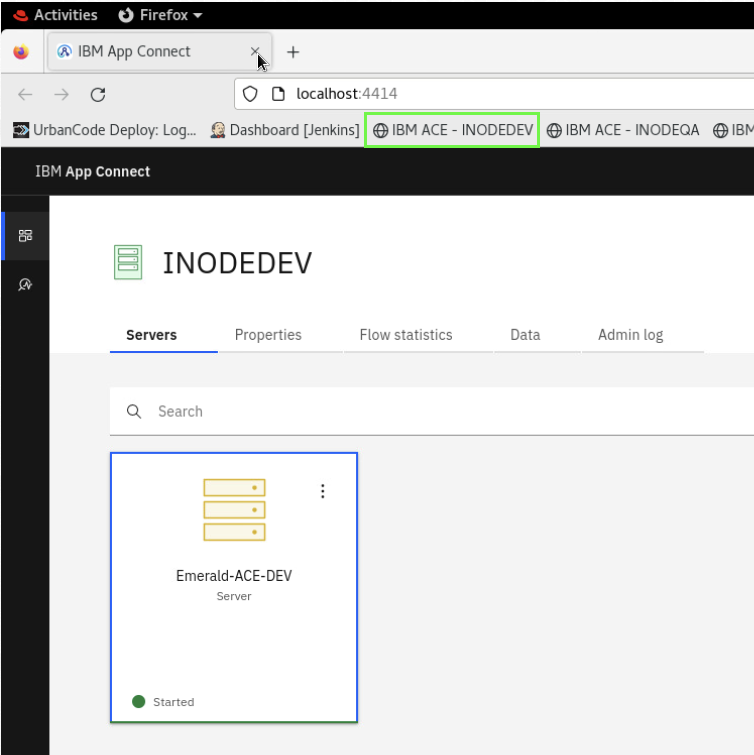 Activities Firefox
IBM App Connect
localhost:4414
UrbanCode Deploy: Log... Dashboard [Jenkins] IBM ACE - INODEDEV IBM ACE - INODEQA IBM
IBM App Connect
INODEDEV
Servers Properties Flow statistics Data Admin log
Search
Emerald-ACE-DEV
Server
Started